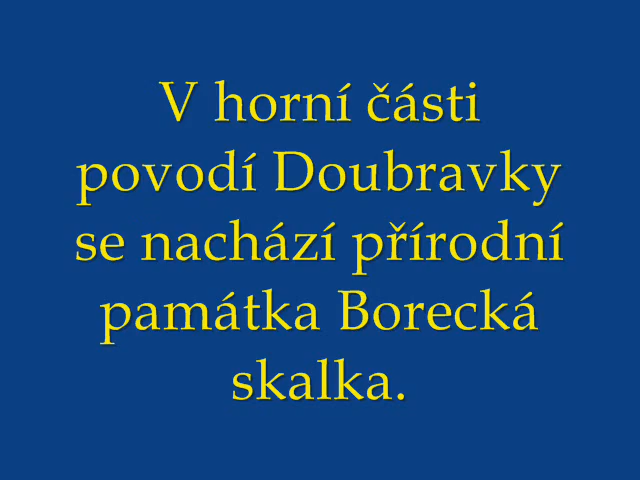 V horní části
povodí Doubravky
se nachází přírodní
památka Borecká
skalka.